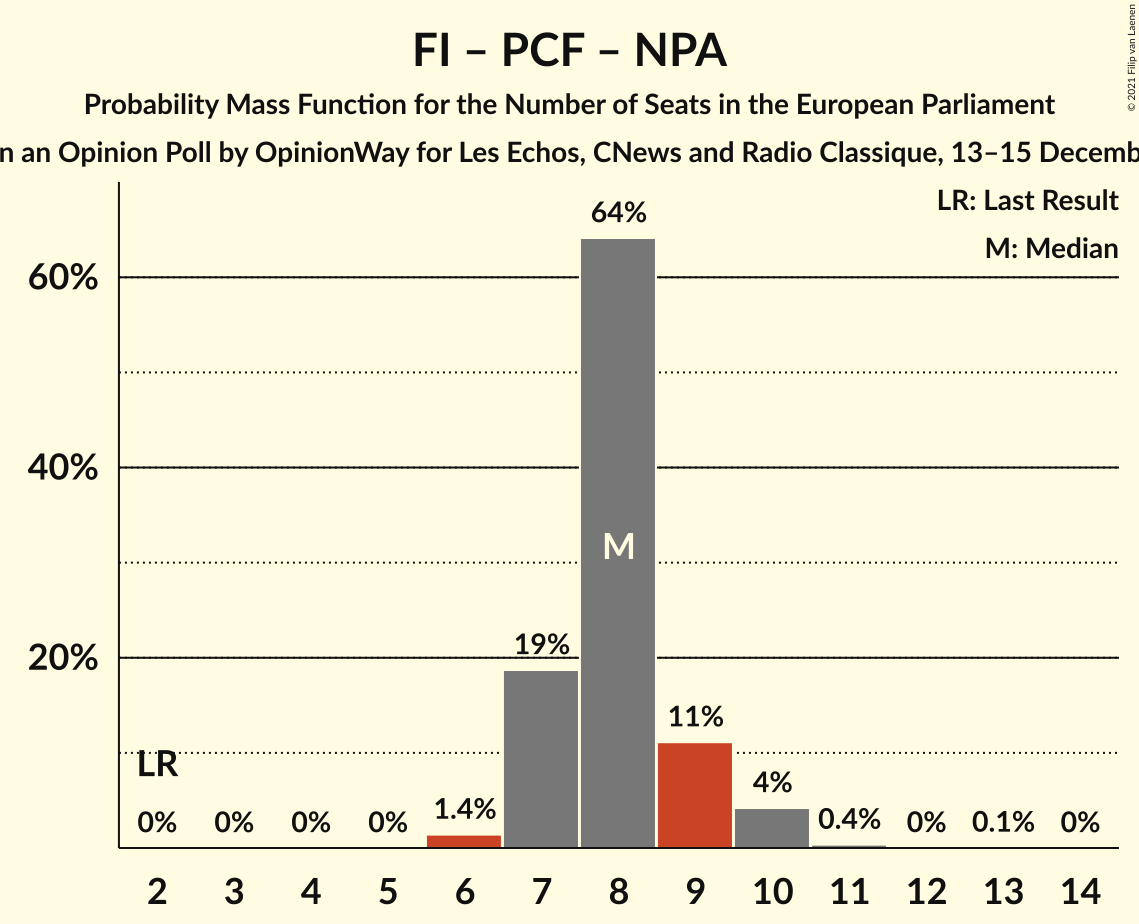 FI – PCF – NPA
Probability Mass Function for the Number of Seats in the European Parliament
an Opinion Poll by OpinionWay for Les Echos, CNews and Radio Classique, 13–15
© 2021 Filip van Laenen
LR: Last Result
M: Median
60%
40%
20%
64%
M
19%
11%
4%
LR
0% 0% 0% 0% 1.4% 0.4% 0% 0.1% 0%
2 3 4 5 6 7 8 9 10 11 12 13 14